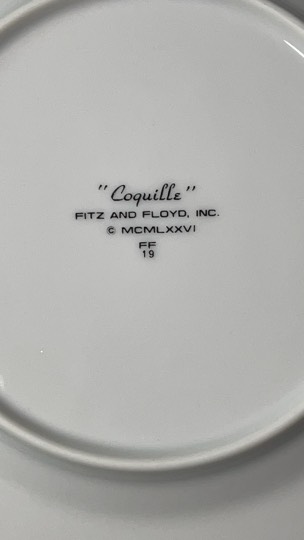 "Coquille"
FITZ AND FLOYD, INC.
© MCMLXXVI
FF
19